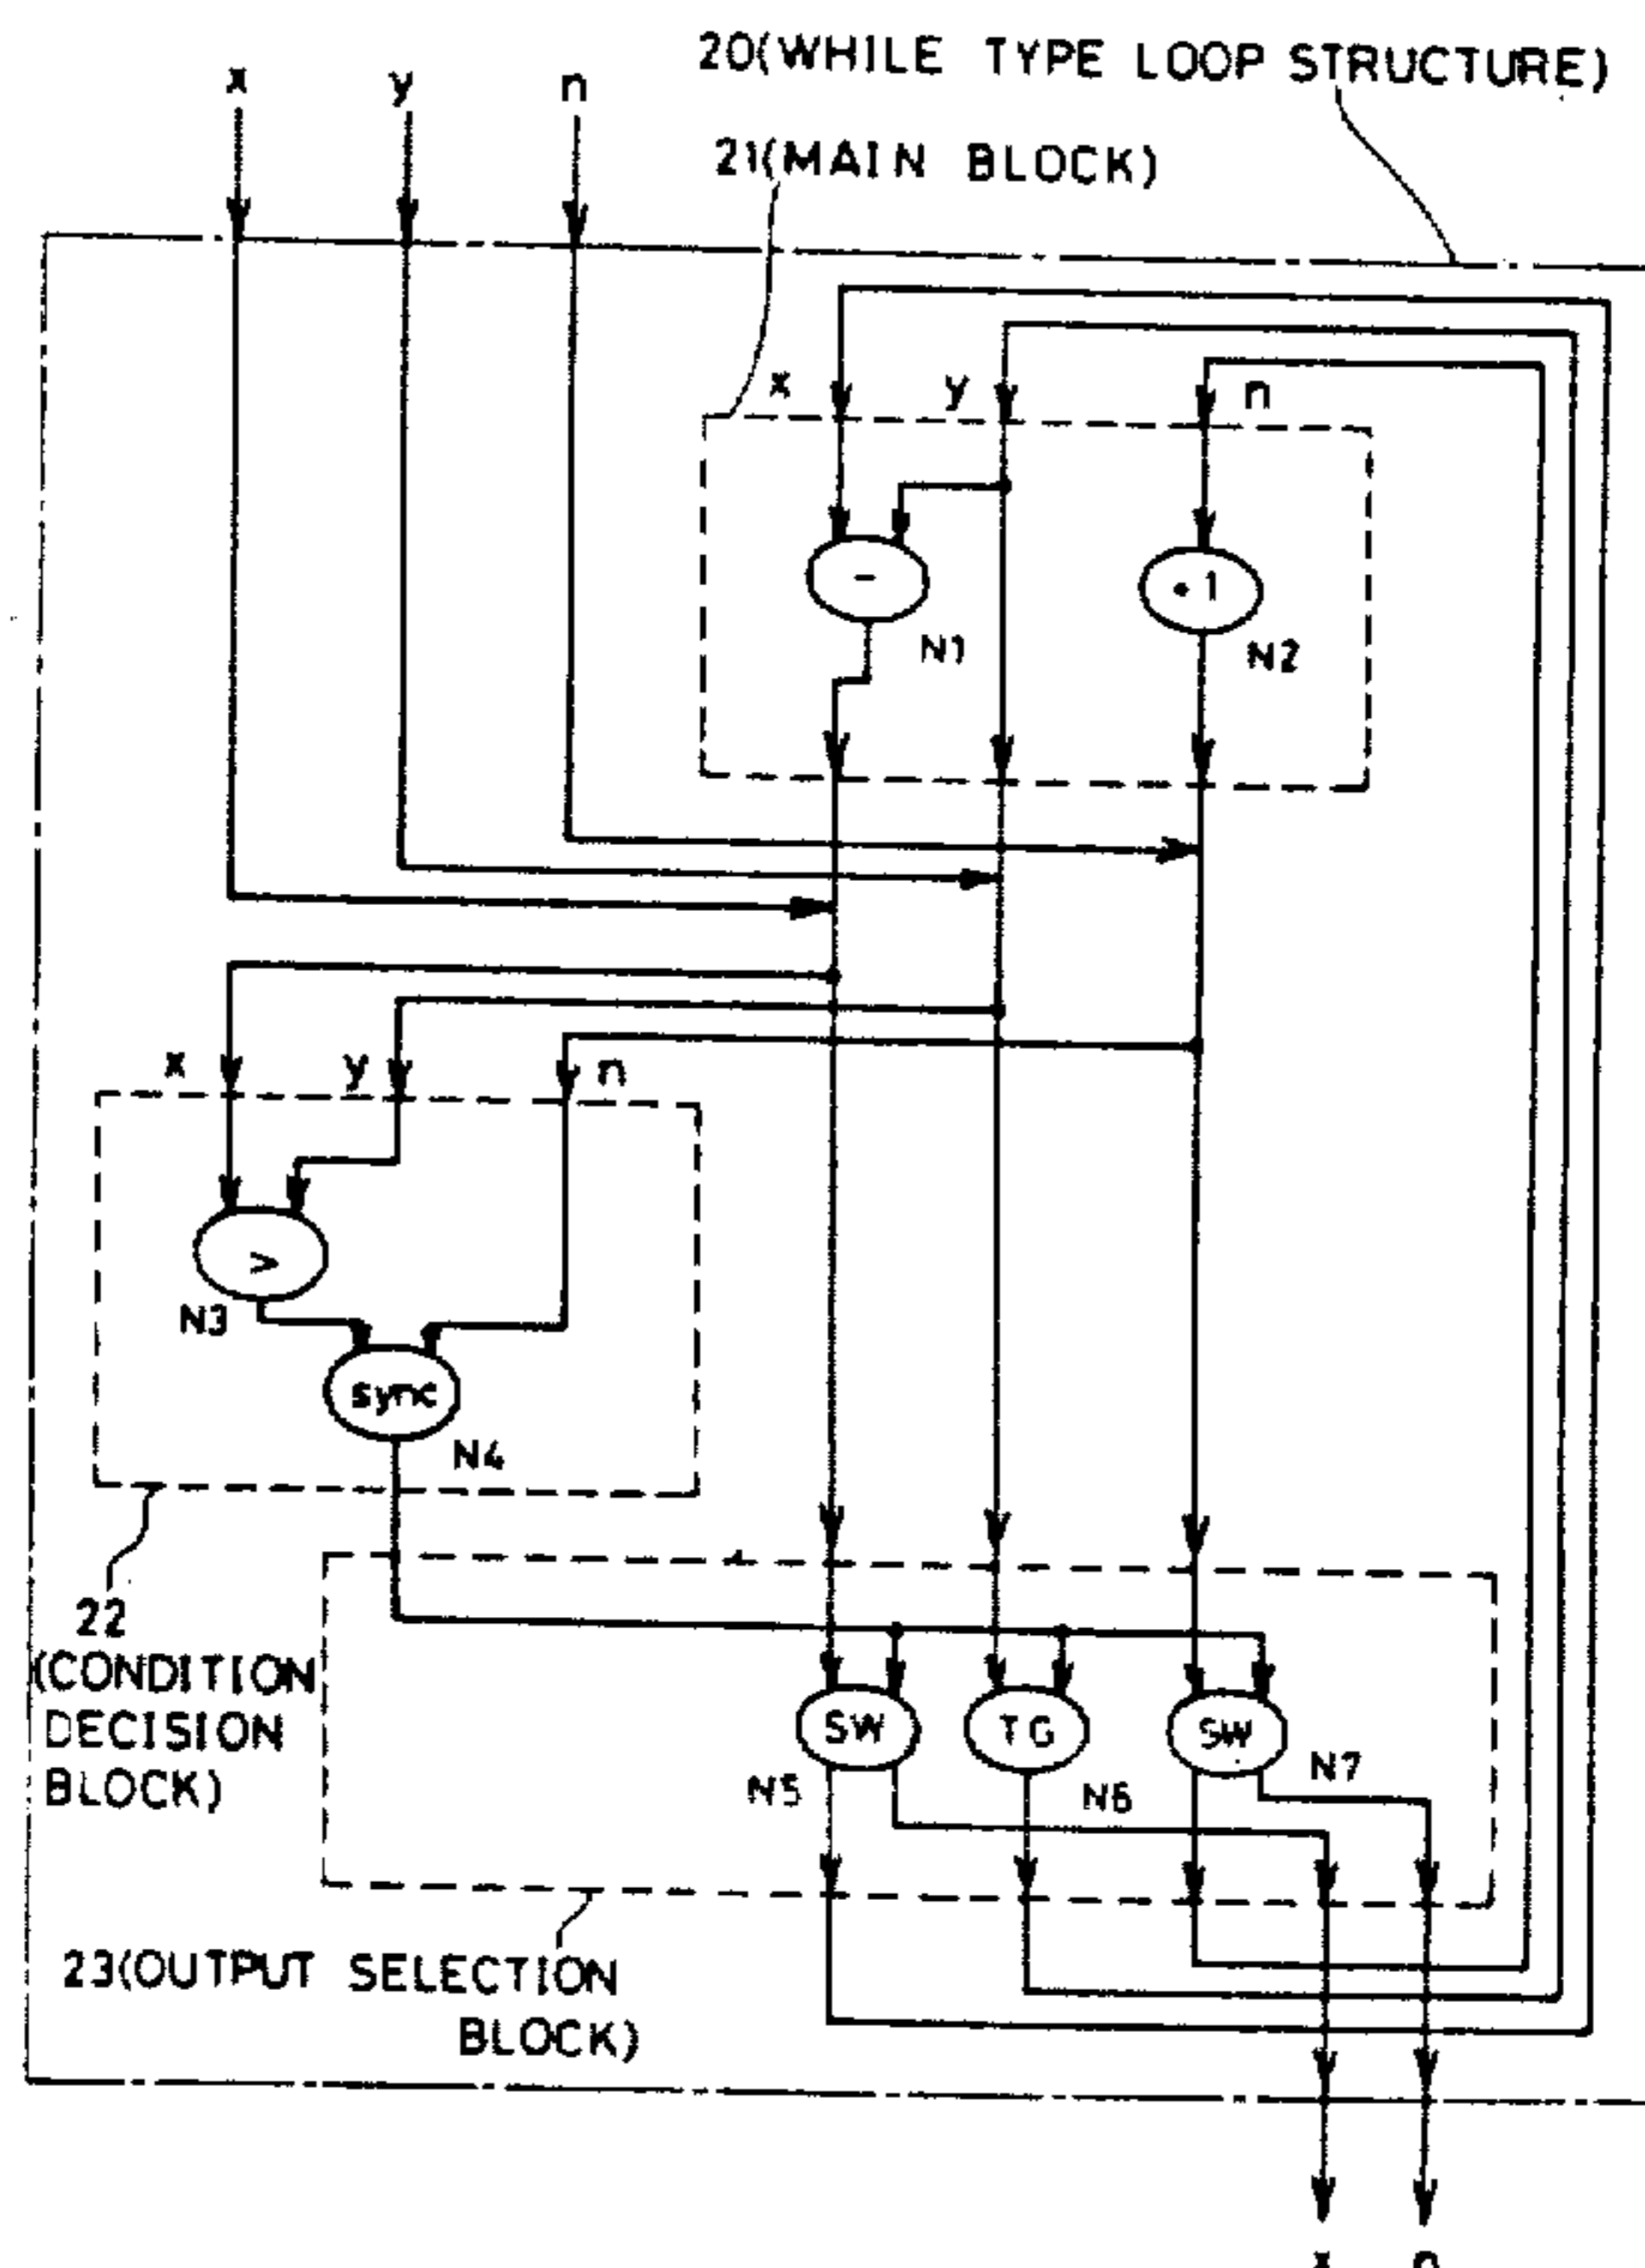 20(WHILE TYPE LOOP STRUCTURE)
x y n
21(MAIN BLOCK)
x y n
- +1
N1 N2
x y n
>
N3
sync
N4
22
(CONDITION
DECISION
BLOCK)
SW TG SW
N5 N6 N7
23(OUTPUT SELECTION
BLOCK)
x n